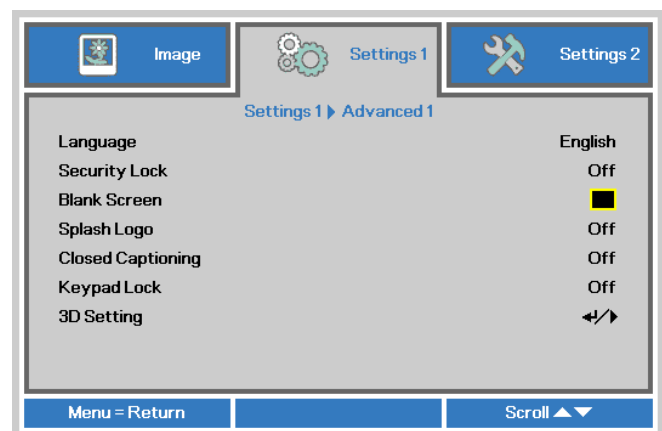 Image
Settings 1
Settings 2
Settings 1 Advanced 1
Language English
Security Lock Off
Blank Screen
Splash Logo Off
Closed Captioning Off
Keypad Lock Off
3D Setting /
Menu = Return Scroll